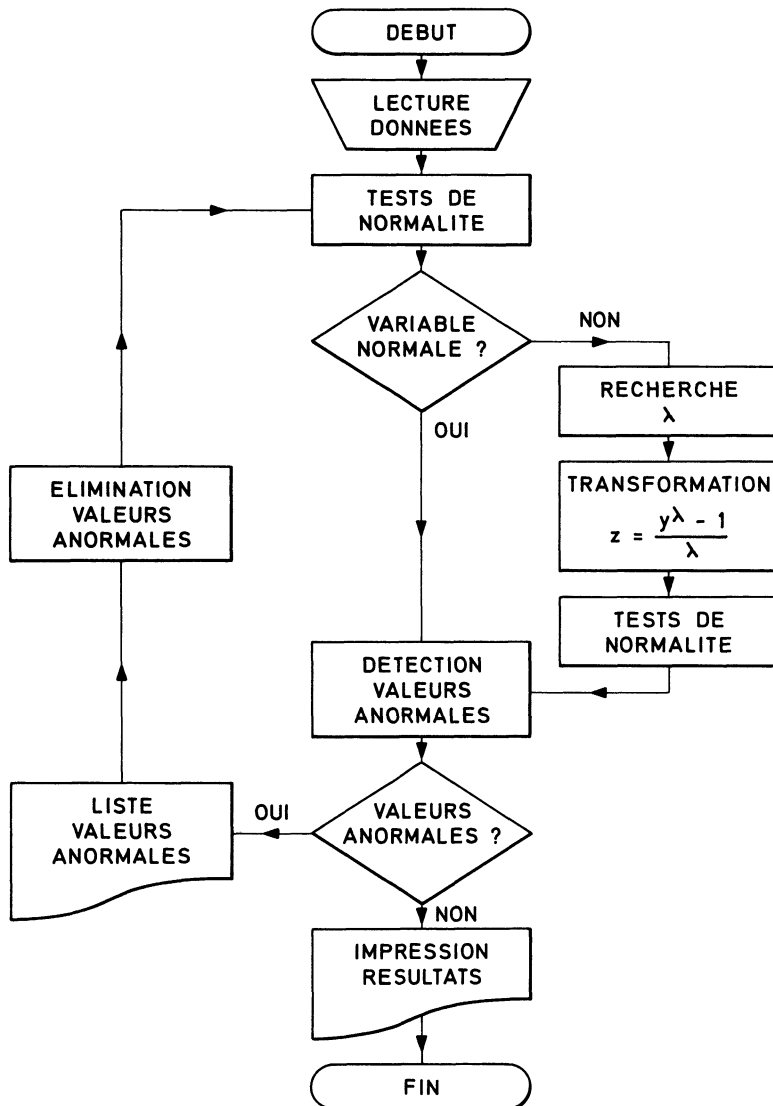 DEBUT
LECTURE
DONNEES
TESTS DE
NORMALITE
VARIABLE
NORMALE ?
NON
OUI
RECHERCHE
λ
TRANSFORMATION
z = (y^λ - 1) / λ
TESTS DE
NORMALITE
DETECTION
VALEURS
ANORMALES
VALEURS
ANORMALES ?
OUI
LISTE
VALEURS
ANORMALES
ELIMINATION
VALEURS
ANORMALES
NON
IMPRESSION
RESULTATS
FIN